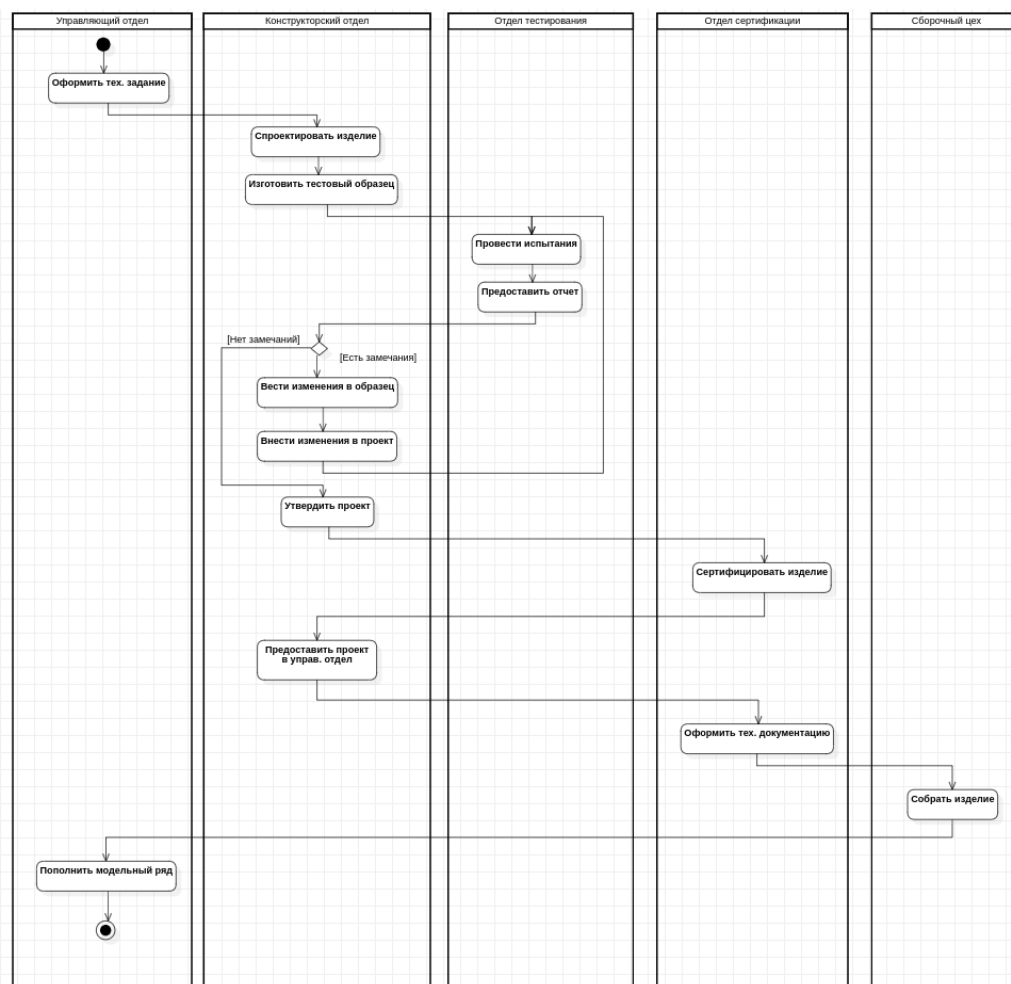 Управляющий отдел
Конструкторский отдел
Отдел тестирования
Отдел сертификации
Сборочный цех
Оформить тех. задание
Спроектировать изделие
Изготовить тестовый образец
Провести испытания
Предоставить отчет
[Нет замечаний]
[Есть замечания]
Вести изменения в образец
Внести изменения в проект
Утвердить проект
Сертифицировать изделие
Предоставить проект
в управ. отдел
Оформить тех. документацию
Собрать изделие
Пополнить модельный ряд